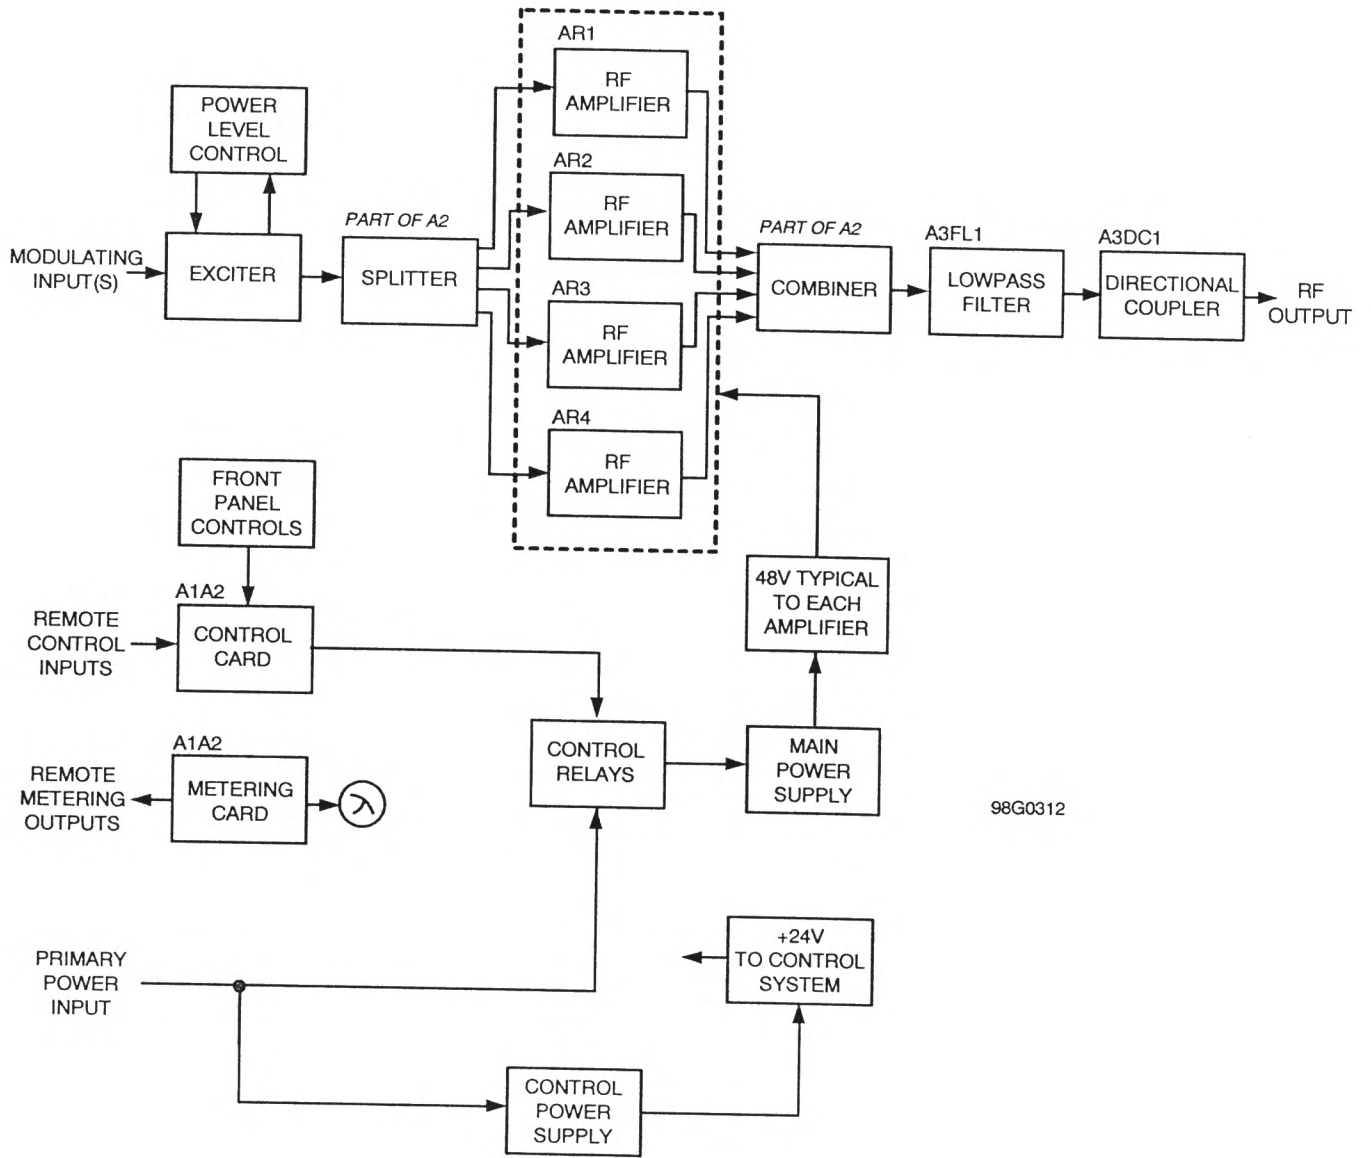 AR1
RF
AMPLIFIER
POWER
LEVEL
CONTROL
AR2
RF
AMPLIFIER
PART OF A2
PART OF A2
A3FL1
A3DC1
MODULATING
INPUT(S)
EXCITER
SPLITTER
COMBINER
LOWPASS
FILTER
DIRECTIONAL
COUPLER
RF
OUTPUT
AR3
RF
AMPLIFIER
AR4
RF
AMPLIFIER
FRONT
PANEL
CONTROLS
48V TYPICAL
TO EACH
AMPLIFIER
A1A2
REMOTE
CONTROL
INPUTS
CONTROL
CARD
A1A2
REMOTE
METERING
OUTPUTS
METERING
CARD
CONTROL
RELAYS
MAIN
POWER
SUPPLY
98G0312
PRIMARY
POWER
INPUT
+24V
TO CONTROL
SYSTEM
CONTROL
POWER
SUPPLY